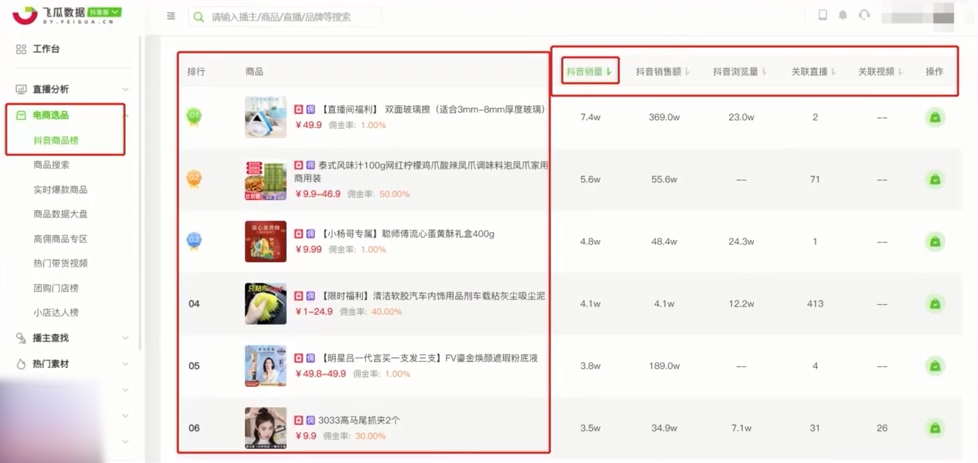 飞瓜数据 抖音版
DY.FEIGUA.CN
请输入播主/商品/直播/品牌等搜索
工作台
直播分析
电商选品
抖音商品榜
商品搜索
实时爆款商品
商品数据大盘
高佣商品专区
热门带货视频
团购门店榜
小店达人榜
播主查找
热门素材
排行 商品 抖音销量 抖音销售额 抖音浏览量 关联直播 关联视频 操作
01 【直播间福利】 双面玻璃擦（适合3mm-8mm厚度玻璃）
¥49.9 佣金率: 1.00%
7.4w 369.0w 23.0w 2 --
02 泰式风味汁100g网红柠檬鸡爪酸辣凤爪调味料泡凤爪家用
商用装
¥9.9-46.9 佣金率: 50.00%
5.6w 55.6w -- 71 --
03 【小杨哥专属】聪师傅流心蛋黄酥礼盒400g
¥9.99 佣金率: 1.00%
4.8w 48.4w 24.3w 1 --
04 【限时福利】清洁软胶汽车内饰用品剂车载粘灰尘吸尘泥
¥1-24.9 佣金率: 40.00%
4.1w 4.1w 12.2w 413 --
05 【明星吕一代言买一支发三支】FV鎏金焕颜遮瑕粉底液
¥49.8-49.9 佣金率: 1.00%
3.8w 189.0w -- 4 --
06 3033高马尾抓夹2个
¥9.9 佣金率: 30.00%
3.5w 34.9w 7.1w 31 26